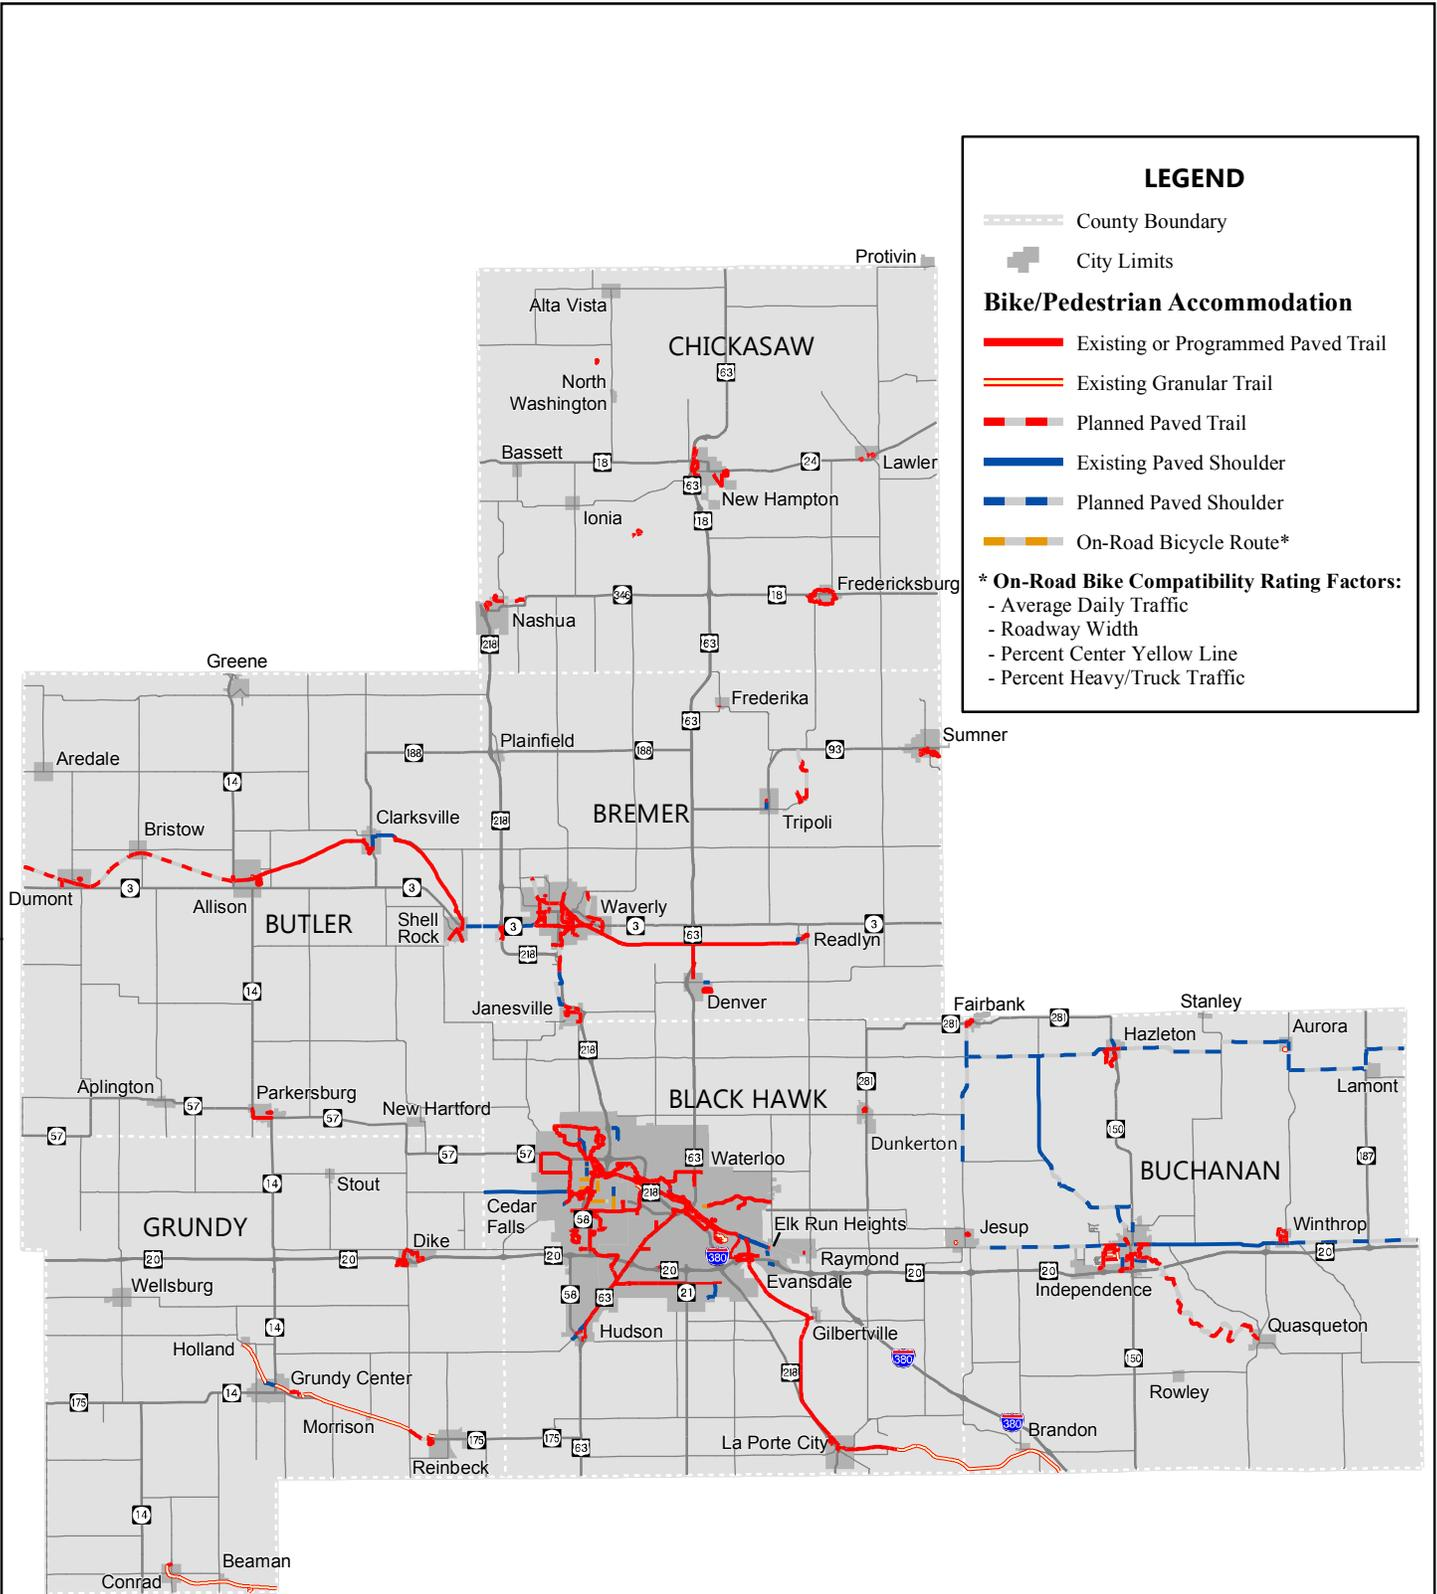 LEGEND
County Boundary
City Limits
Bike/Pedestrian Accommodation
Existing or Programmed Paved Trail
Existing Granular Trail
Planned Paved Trail
Existing Paved Shoulder
Planned Paved Shoulder
On-Road Bicycle Route*
* On-Road Bike Compatibility Rating Factors:
- Average Daily Traffic
- Roadway Width
- Percent Center Yellow Line
- Percent Heavy/Truck Traffic
Protivin
Alta Vista
CHICKASAW
63
North
Washington
Bassett
18
24
Lawler
63
New Hampton
Ionia
18
Fredericksburg
346
18
Nashua
218
63
Greene
Frederika
63
Sumner
Plainfield
188
188
93
Aredale
14
Clarksville
218
BREMER
Tripoli
Bristow
Dumont
3
3
Allison
BUTLER
Shell
Rock
3
Waverly
3
63
3
Readlyn
218
14
Janesville
Denver
Fairbank
Stanley
281
281
Hazleton
Aurora
218
Lamont
Aplington
Parkersburg
57
57
New Hartford
BLACK HAWK
281
57
57
57
Dunkerton
150
63
Waterloo
187
BUCHANAN
14
Stout
218
Cedar
Falls
58
GRUNDY
Elk Run Heights
Jesup
Winthrop
Dike
20
20
20
380
Raymond
20
20
20
20
Evansdale
Independence
Wellsburg
58
63
21
14
Hudson
Gilbertville
Quasqueton
Holland
380
150
Grundy Center
218
Rowley
14
175
Morrison
380
Brandon
175
175
63
La Porte City
Reinbeck
14
Beaman
Conrad